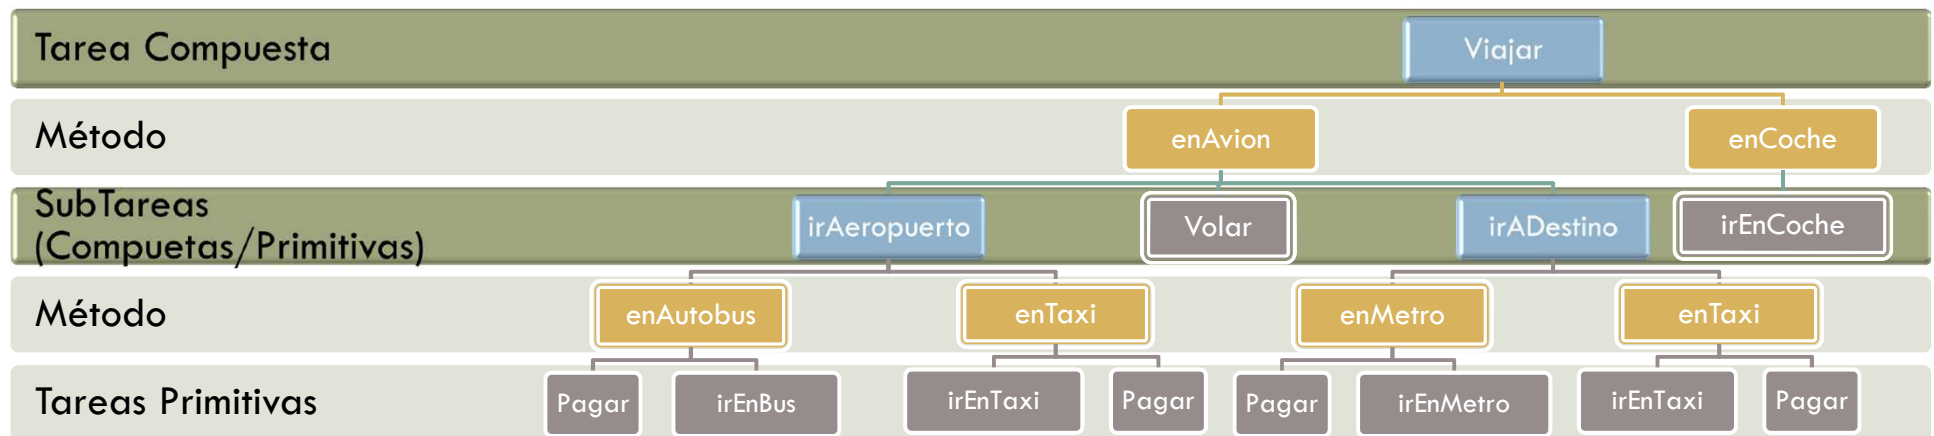 Tarea Compuesta
Viajar
Método
enAvion
enCoche
SubTareas
(Compuetas/Primitivas)
irAeropuerto
Volar
irADestino
irEnCoche
Método
enAutobus
enTaxi
enMetro
enTaxi
Tareas Primitivas
Pagar
irEnBus
irEnTaxi
Pagar
Pagar
irEnMetro
irEnTaxi
Pagar